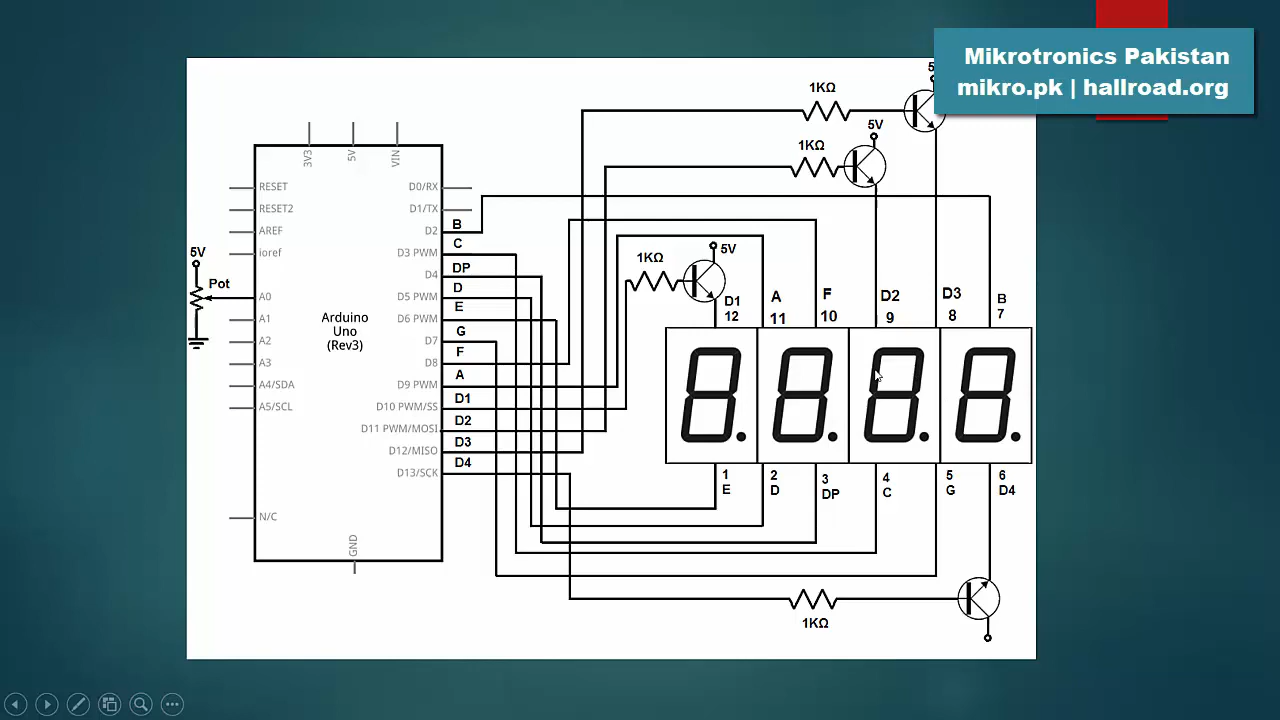 Mikrotronics Pakistan
mikro.pk | hallroad.org
1KΩ
5V
1KΩ
3V3
5V
VIN
RESET
D0/RX
RESET2
D1/TX
AREF
D2
B
ioref
D3 PWM
C
5V
1KΩ
5V
D4
DP
Pot
A0
D5 PWM
D
A1
D6 PWM
E
Arduino
Uno
(Rev3)
A2
D7
G
A3
D8
F
A4/SDA
D9 PWM
A
A5/SCL
D10 PWM/SS
D1
D11 PWM/MOSI
D2
D12/MISO
D3
D13/SCK
D4
N/C
GND
D1
12
A
11
F
10
D2
9
D3
8
B
7
8.8.8.8.
1
E
2
D
3
DP
4
C
5
G
6
D4
1KΩ